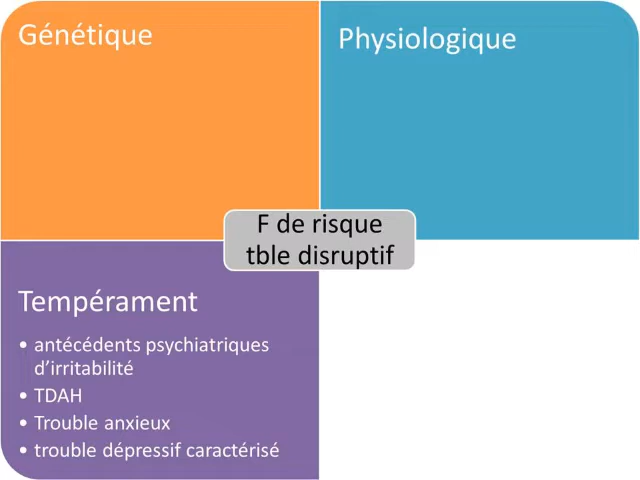 Génétique
Physiologique
F de risque
tble disruptif
Tempérament
• antécédents psychiatriques
d’irritabilité
• TDAH
• Trouble anxieux
• trouble dépressif caractérisé